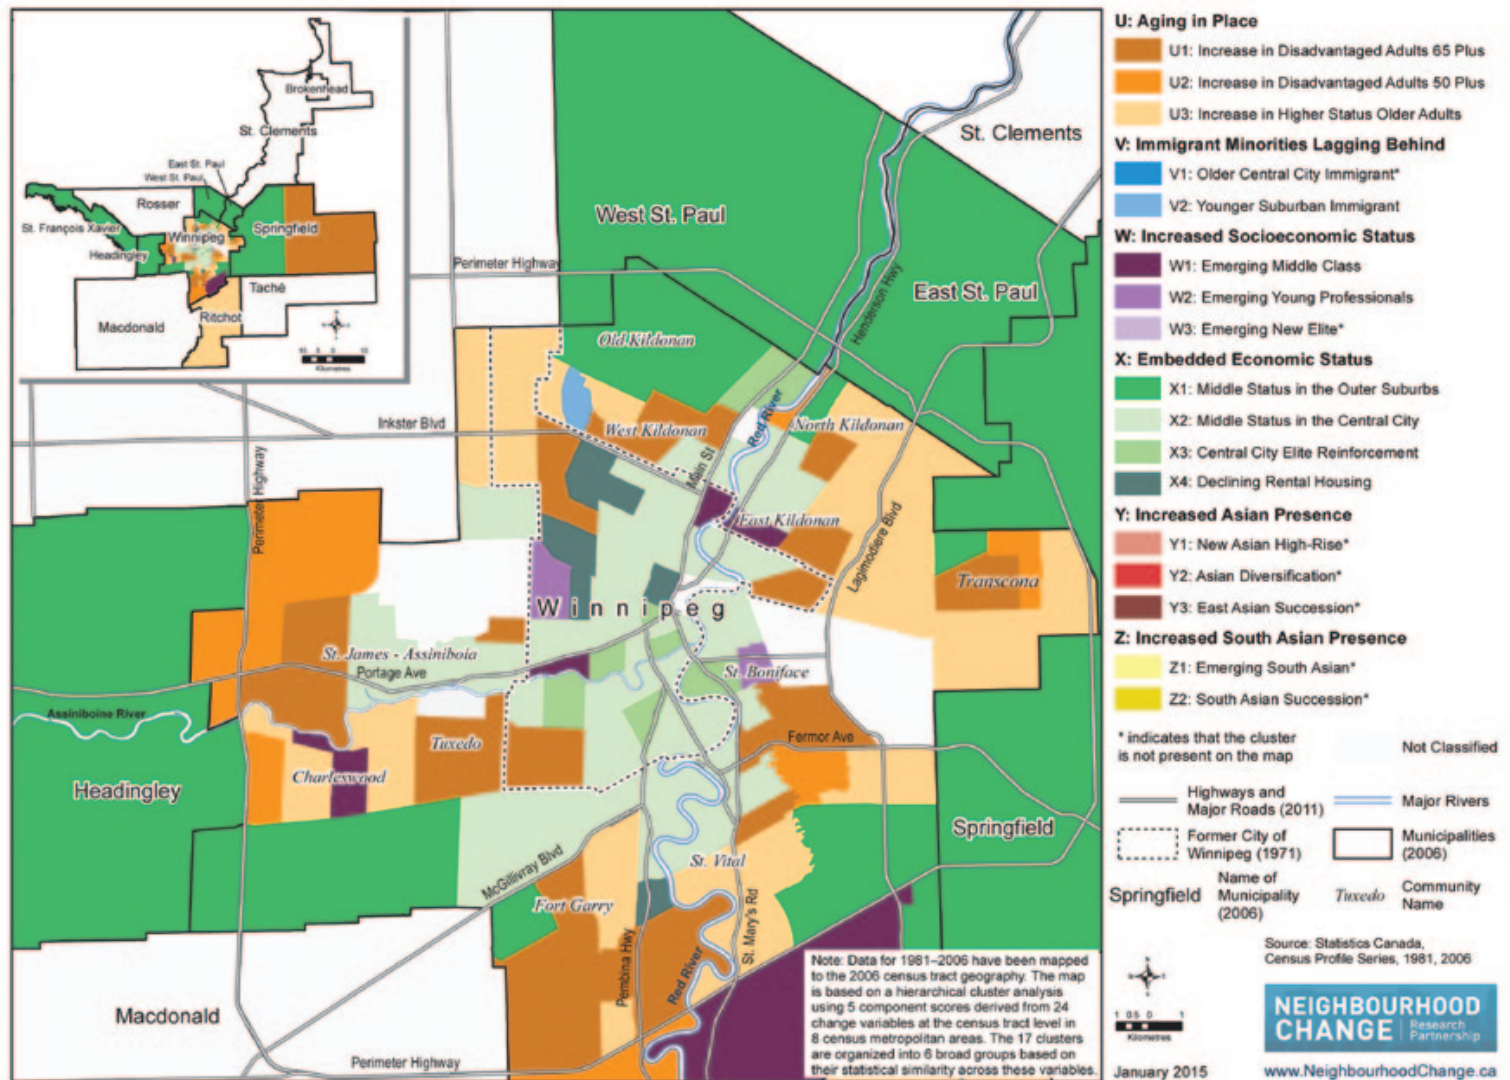 Brokenhead
St. Clements
East St. Paul
West St. Paul
Rosser
St. François Xavier
Winnipeg
Springfield
Headingley
Taché
Ritchot
Macdonald
10 5 0 10
Kilometres
St. Clements
West St. Paul
Perimeter Highway
East St. Paul
Henderson Hwy
Old Kildonan
Inkster Blvd
West Kildonan
Red River
North Kildonan
Main St
Perimeter Highway
East Kildonan
Lagimodiere Blvd
Transcona
Winnipeg
St. James - Assiniboia
Portage Ave
St. Boniface
Assiniboine River
Tuxedo
Fermor Ave
Charleswood
Headingley
Springfield
St. Vital
McGillivray Blvd
Fort Garry
St. Mary's Rd
Pembina Hwy
Red River
Macdonald
Perimeter Highway
Note: Data for 1981–2006 have been mapped
to the 2006 census tract geography. The map
is based on a hierarchical cluster analysis
using 5 component scores derived from 24
change variables at the census tract level in
8 census metropolitan areas. The 17 clusters
are organized into 6 broad groups based on
their statistical similarity across these variables.
U: Aging in Place
U1: Increase in Disadvantaged Adults 65 Plus
U2: Increase in Disadvantaged Adults 50 Plus
U3: Increase in Higher Status Older Adults
V: Immigrant Minorities Lagging Behind
V1: Older Central City Immigrant*
V2: Younger Suburban Immigrant
W: Increased Socioeconomic Status
W1: Emerging Middle Class
W2: Emerging Young Professionals
W3: Emerging New Elite*
X: Embedded Economic Status
X1: Middle Status in the Outer Suburbs
X2: Middle Status in the Central City
X3: Central City Elite Reinforcement
X4: Declining Rental Housing
Y: Increased Asian Presence
Y1: New Asian High-Rise*
Y2: Asian Diversification*
Y3: East Asian Succession*
Z: Increased South Asian Presence
Z1: Emerging South Asian*
Z2: South Asian Succession*
* indicates that the cluster
is not present on the map
Not Classified
Highways and
Major Roads (2011)
Major Rivers
Former City of
Winnipeg (1971)
Municipalities
(2006)
Springfield
Name of
Municipality
(2006)
Tuxedo
Community
Name
Source: Statistics Canada,
Census Profile Series, 1981, 2006
1 0.5 0 1
Kilometres
NEIGHBOURHOOD
CHANGE
Research
Partnership
January 2015
www.NeighbourhoodChange.ca